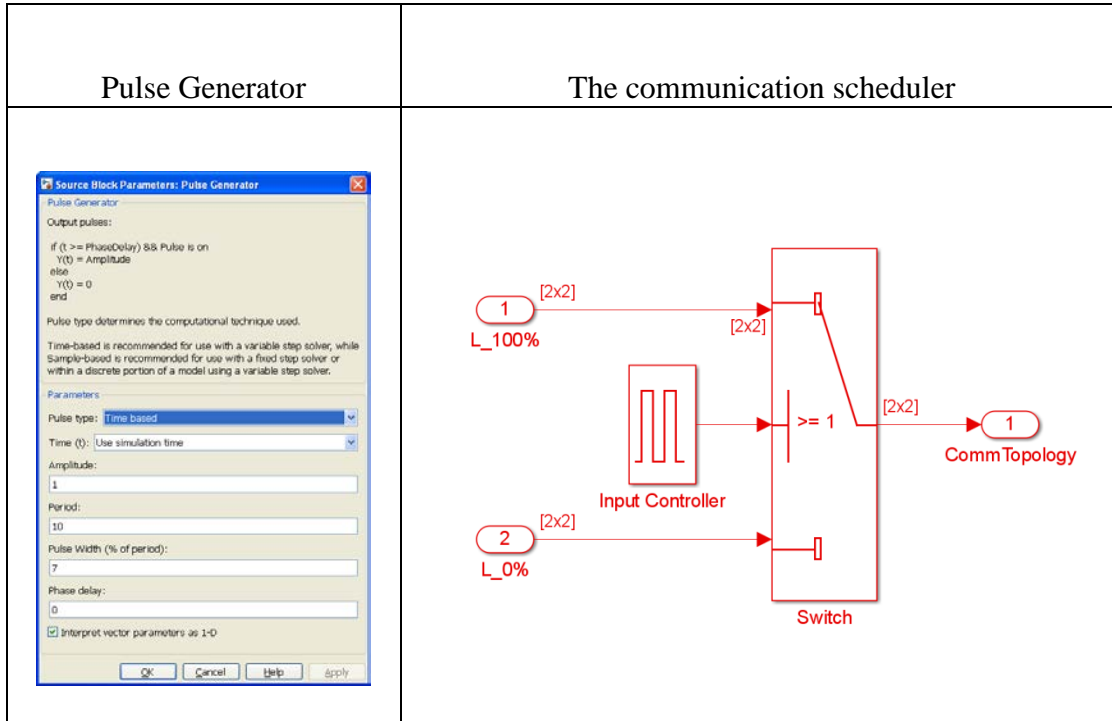 Pulse Generator
The communication scheduler
Source Block Parameters: Pulse Generator
Pulse Generator
Output pulses:
if (t >= PhaseDelay) && Pulse is on
Y(t) = Amplitude
else
Y(t) = 0
end
Pulse type determines the computational technique used.
Time-based is recommended for use with a variable step solver, while
Sample-based is recommended for use with a fixed step solver or
within a discrete portion of a model using a variable step solver.
Parameters
Pulse type: Time based
Time (t): Use simulation time
Amplitude:
1
Period:
10
Pulse Width (% of period):
7
Phase delay:
0
Interpret vector parameters as 1-D
OK Cancel Help Apply
1
L_100%
[2x2]
[2x2]
>= 1
Input Controller
[2x2]
1
CommTopology
2
L_0%
[2x2]
Switch